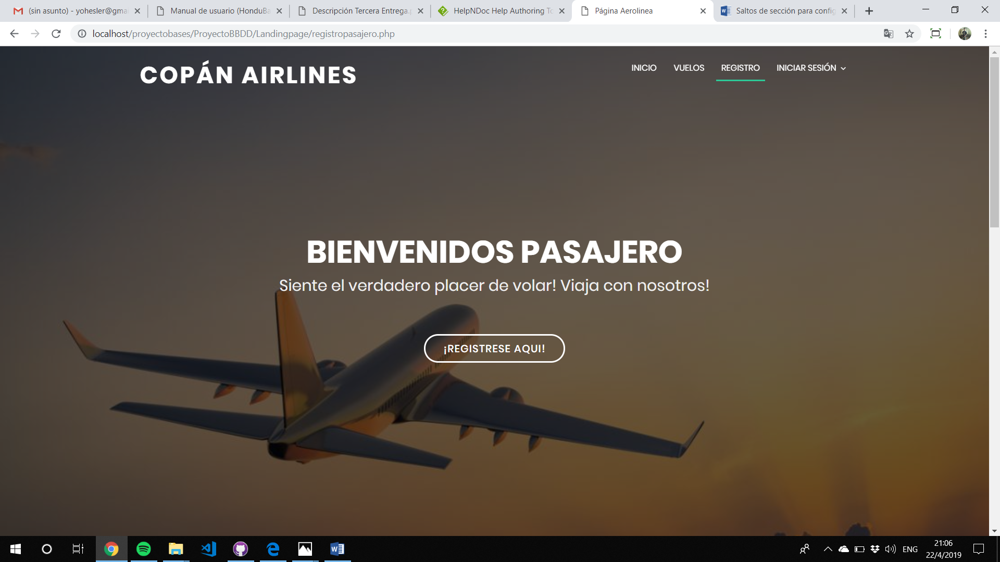 (sin asunto) - yohesler@gmai
Manual de usuario (HonduBa
Descripción Tercera Entrega.p
HelpNDoc Help Authoring To
Página Aerolinea
Saltos de sección para config
localhost/proyectobases/ProyectoBBDD/Landingpage/registropasajero.php
COPÁN AIRLINES
INICIO
VUELOS
REGISTRO
INICIAR SESIÓN
BIENVENIDOS PASAJERO
Siente el verdadero placer de volar! Viaja con nosotros!
¡REGISTRESE AQUI!
ENG
21:06
22/4/2019